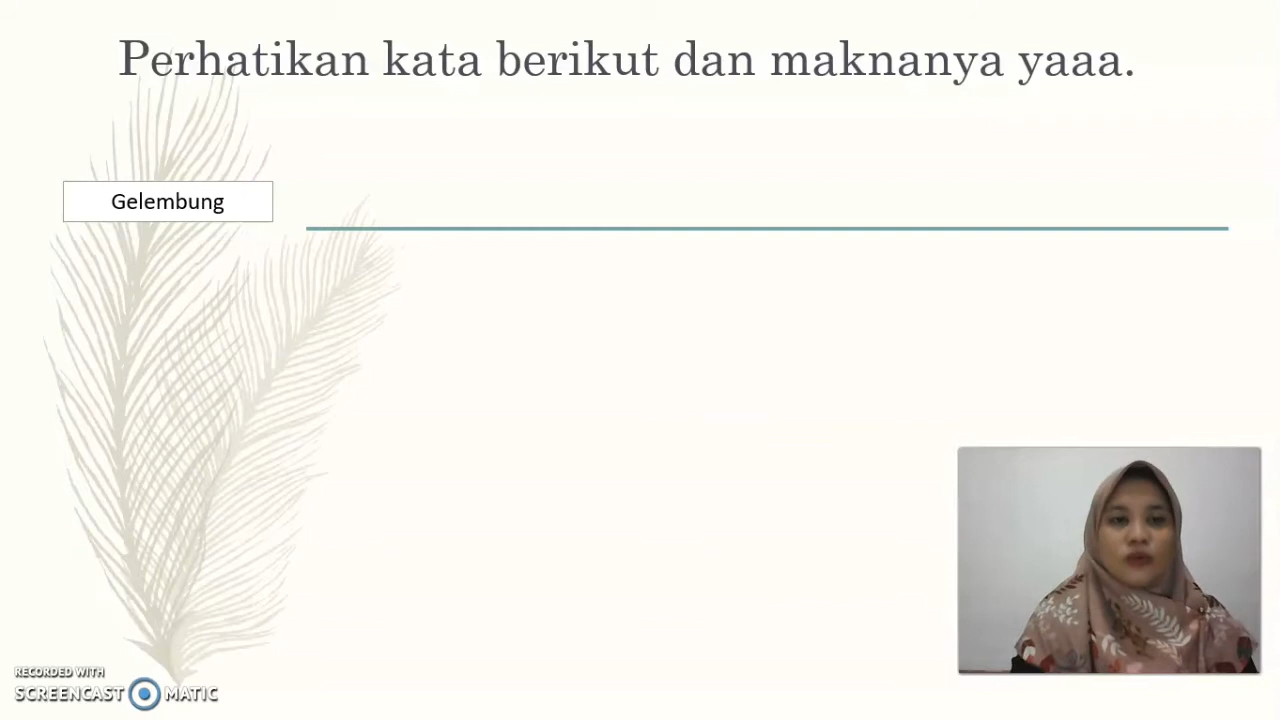 Perhatikan kata berikut dan maknanya yaaa.
Gelembung
RECORDED WITH
SCREENCAST MATIC